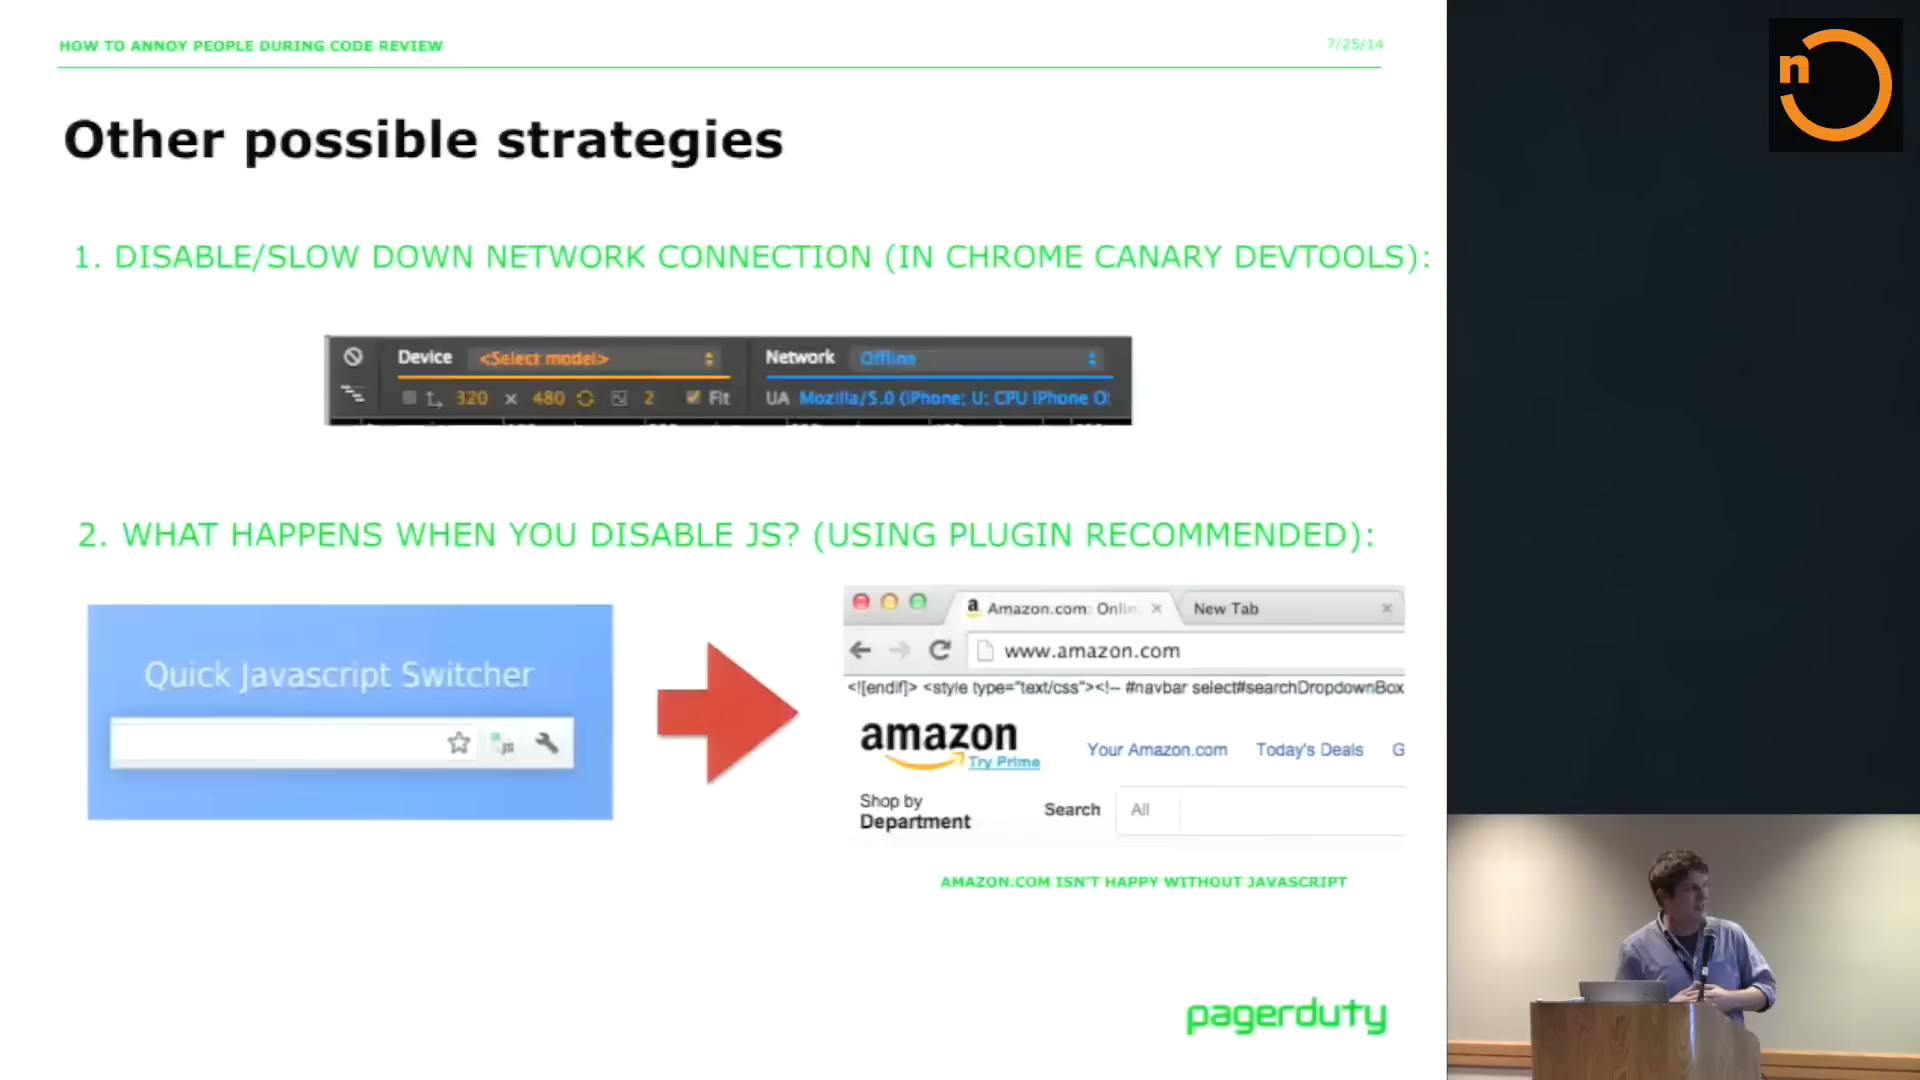 HOW TO ANNOY PEOPLE DURING CODE REVIEW
7/25/14
n
Other possible strategies
1. DISABLE/SLOW DOWN NETWORK CONNECTION (IN CHROME CANARY DEVTOOLS):
Device <Select model> Network Offline
320 x 480 2 Fit UA Mozilla/5.0 (iPhone; U; CPU iPhone O
2. WHAT HAPPENS WHEN YOU DISABLE JS? (USING PLUGIN RECOMMENDED):
Quick Javascript Switcher
js
Amazon.com: Onlin
New Tab
www.amazon.com
<![endif]> <style type="text/css"><!-- #navbar select#searchDropdownBox
amazon
Try Prime
Your Amazon.com Today's Deals G
Shop by
Department
Search All
AMAZON.COM ISN'T HAPPY WITHOUT JAVASCRIPT
pagerduty